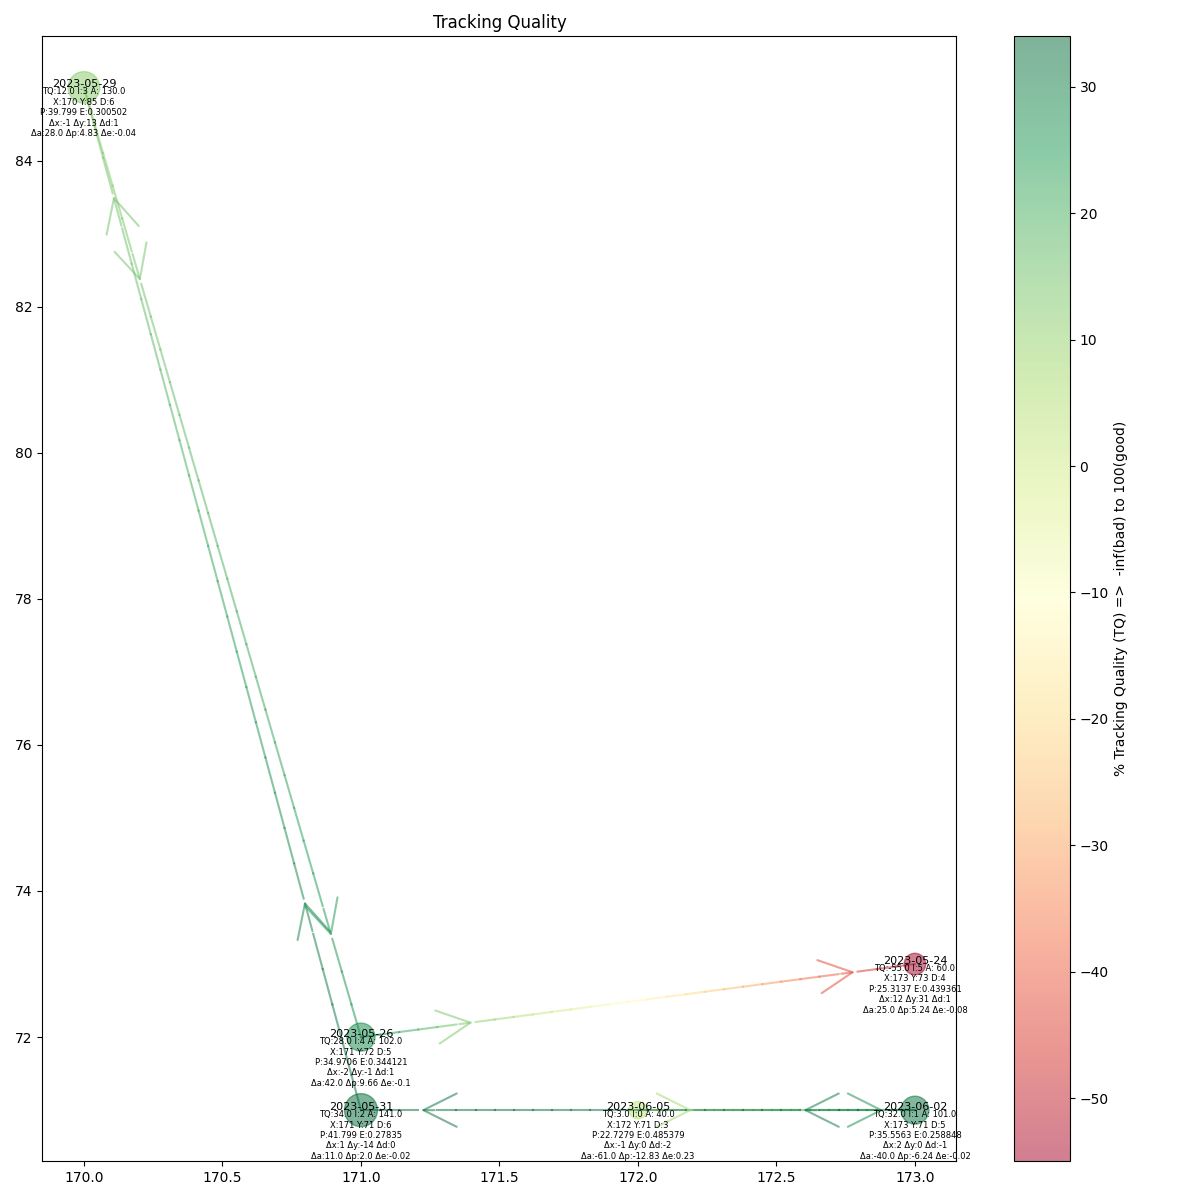 Tracking Quality
2023-05-29
TQ:12.0 I:3 A: 130.0
X:170 Y:85 D:6
P:39.799 E:0.300502
Δx:-1 Δy:13 Δd:1
Δa:28.0 Δp:4.83 Δe:-0.04
2023-05-24
TQ:-55.0 I:5 A: 60.0
X:173 Y:73 D:4
P:25.3137 E:0.439361
Δx:12 Δy:31 Δd:1
Δa:25.0 Δp:5.24 Δe:-0.08
2023-05-26
TQ:28.0 I:4 A: 102.0
X:171 Y:72 D:5
P:34.9706 E:0.344121
Δx:-2 Δy:-1 Δd:1
Δa:42.0 Δp:9.66 Δe:-0.1
2023-05-31
TQ:34.0 I:2 A: 141.0
X:171 Y:71 D:6
P:41.799 E:0.27835
Δx:1 Δy:-14 Δd:0
Δa:11.0 Δp:2.0 Δe:-0.02
2023-06-05
TQ:3.0 I:0 A: 40.0
X:172 Y:71 D:3
P:22.7279 E:0.485379
Δx:-1 Δy:0 Δd:-2
Δa:-61.0 Δp:-12.83 Δe:0.23
2023-06-02
TQ:32.0 I:1 A: 101.0
X:173 Y:71 D:5
P:35.5563 E:0.258848
Δx:2 Δy:0 Δd:-1
Δa:-40.0 Δp:-6.24 Δe:-0.02
84
82
80
78
76
74
72
170.0
170.5
171.0
171.5
172.0
172.5
173.0
30
20
10
0
−10
−20
−30
−40
−50
% Tracking Quality (TQ) => -inf(bad) to 100(good)